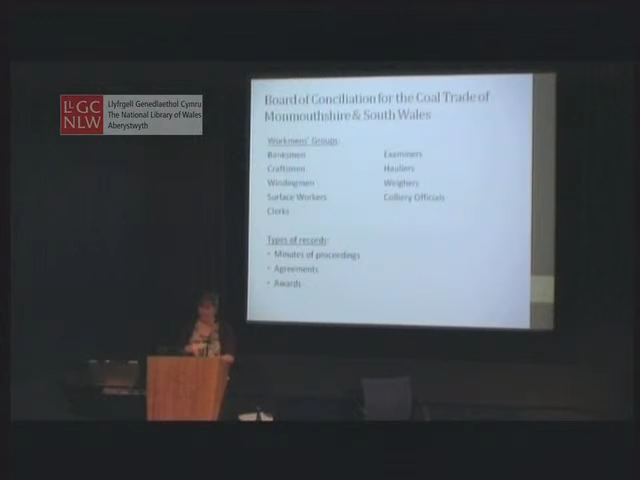 LLGC
NLW
Llyfrgell Genedlaethol Cymru
The National Library of Wales
Aberystwyth
Board of Conciliation for the Coal Trade of
Monmouthshire & South Wales
Workmens' Groups:
Banksmen
Examiners
Craftsmen
Hauliers
Windingmen
Weighers
Surface Workers
Colliery Officials
Clerks
Types of records:
• Minutes of proceedings
• Agreements
• Awards